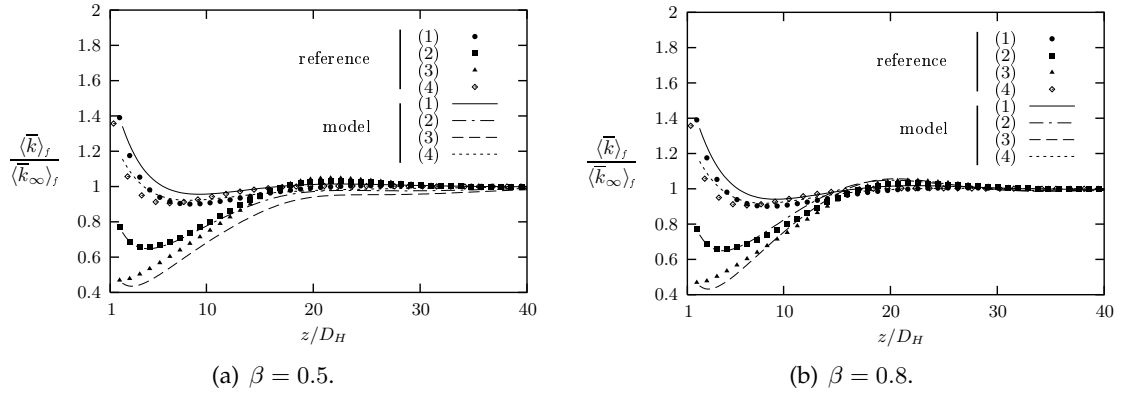 2
1.8
1.6
1.4
1.2
1
0.8
0.6
0.4
⟨k̅⟩_f
⟨k̅_∞⟩_f
reference
(1)
(2)
(3)
(4)
model
(1)
(2)
(3)
(4)
1 10 20 30 40
z/D_H
(a) β = 0.5.
2
1.8
1.6
1.4
1.2
1
0.8
0.6
0.4
⟨k̅⟩_f
⟨k̅_∞⟩_f
reference
(1)
(2)
(3)
(4)
model
(1)
(2)
(3)
(4)
1 10 20 30 40
z/D_H
(b) β = 0.8.